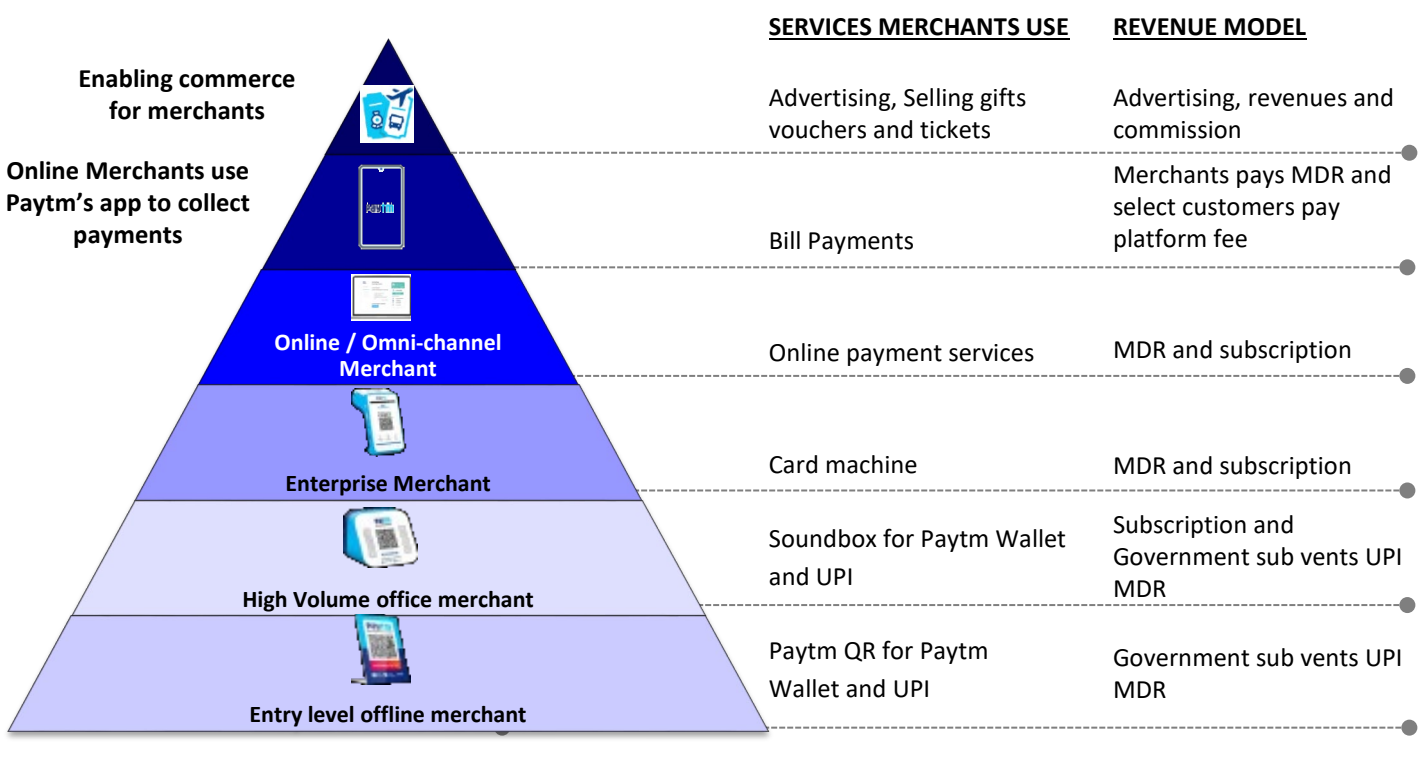 SERVICES MERCHANTS USE
REVENUE MODEL
Enabling commerce
for merchants
Advertising, Selling gifts
vouchers and tickets
Advertising, revenues and
commission
Online Merchants use
Paytm's app to collect
payments
Bill Payments
Merchants pays MDR and
select customers pay
platform fee
Online / Omni-channel
Merchant
Online payment services
MDR and subscription
Enterprise Merchant
Card machine
MDR and subscription
High Volume office merchant
Soundbox for Paytm Wallet
and UPI
Subscription and
Government sub vents UPI
MDR
Entry level offline merchant
Paytm QR for Paytm
Wallet and UPI
Government sub vents UPI
MDR